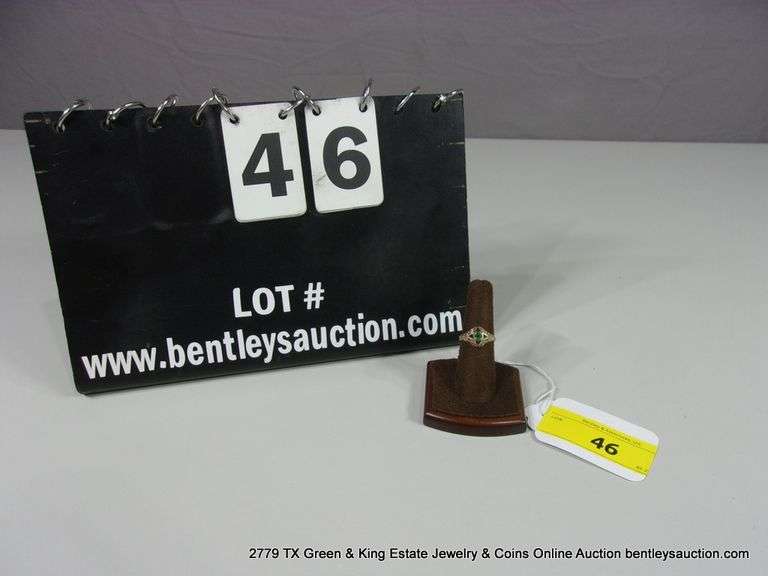 46
LOT #
www.bentleysauction.com
46
2779 TX Green & King Estate Jewelry & Coins Online Auction bentleysauction.com